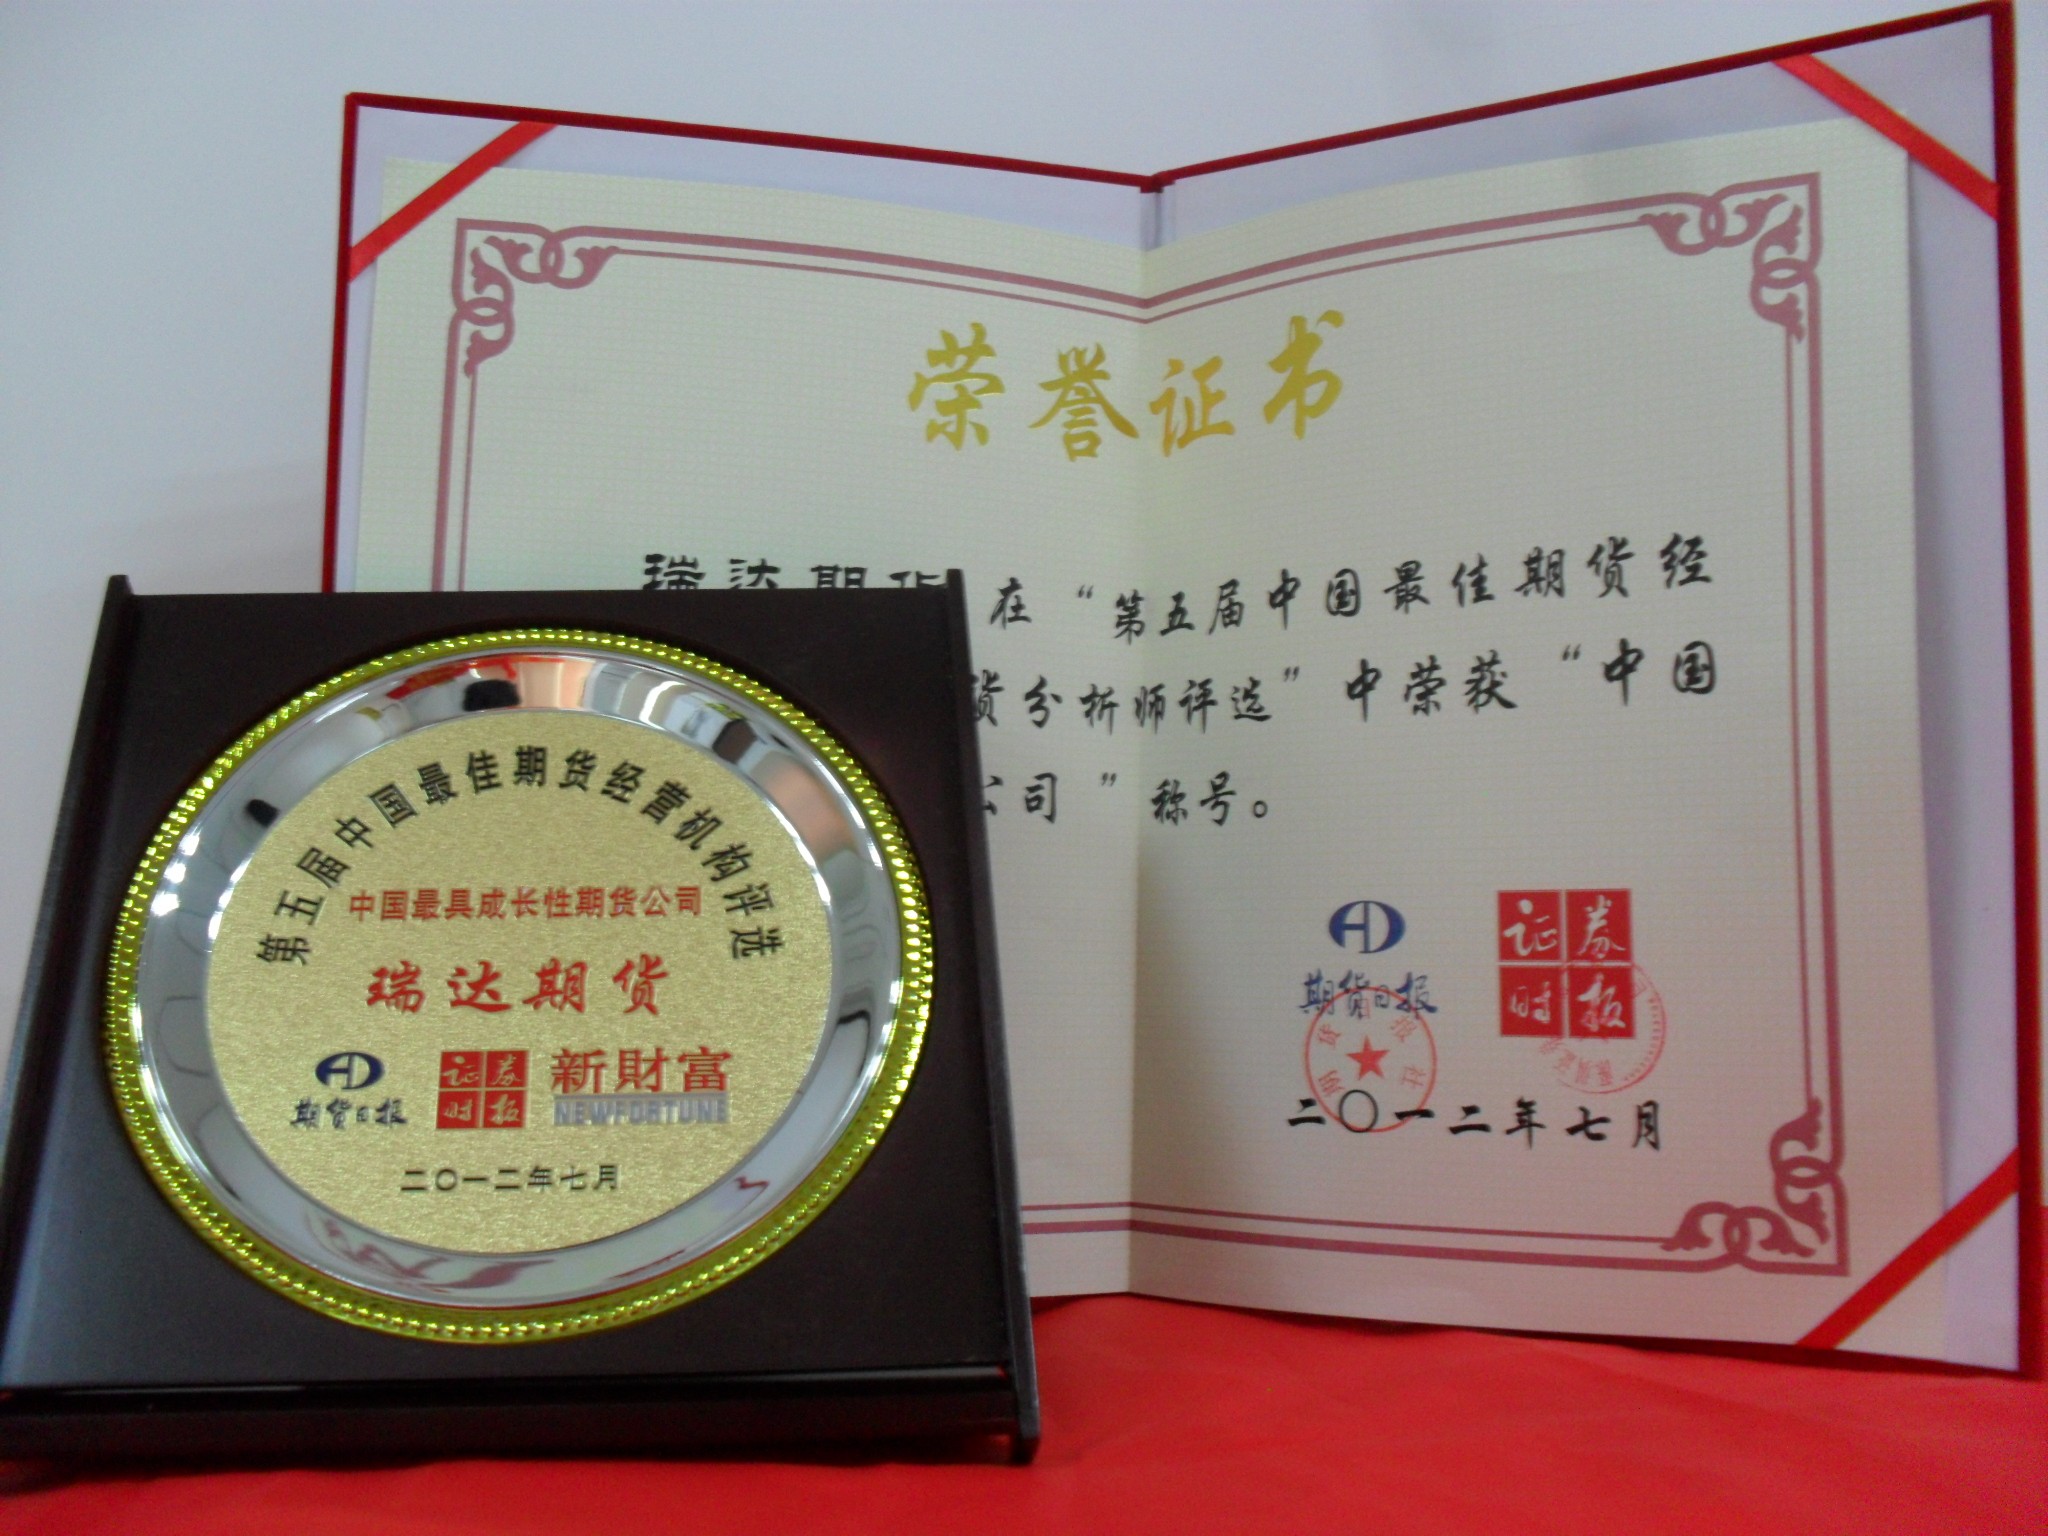 荣誉证书
瑞达期货在“第五届中国最佳期货经
货分析师评选”中荣获“中国
公司”称号。
期货日报
证券
时报
二〇一二年七月
第五届中国最佳期货经营机构评选
中国最具成长性期货公司
瑞达期货
期货日报
证券
时报
新財富
NEWFORTUNE
二〇一二年七月